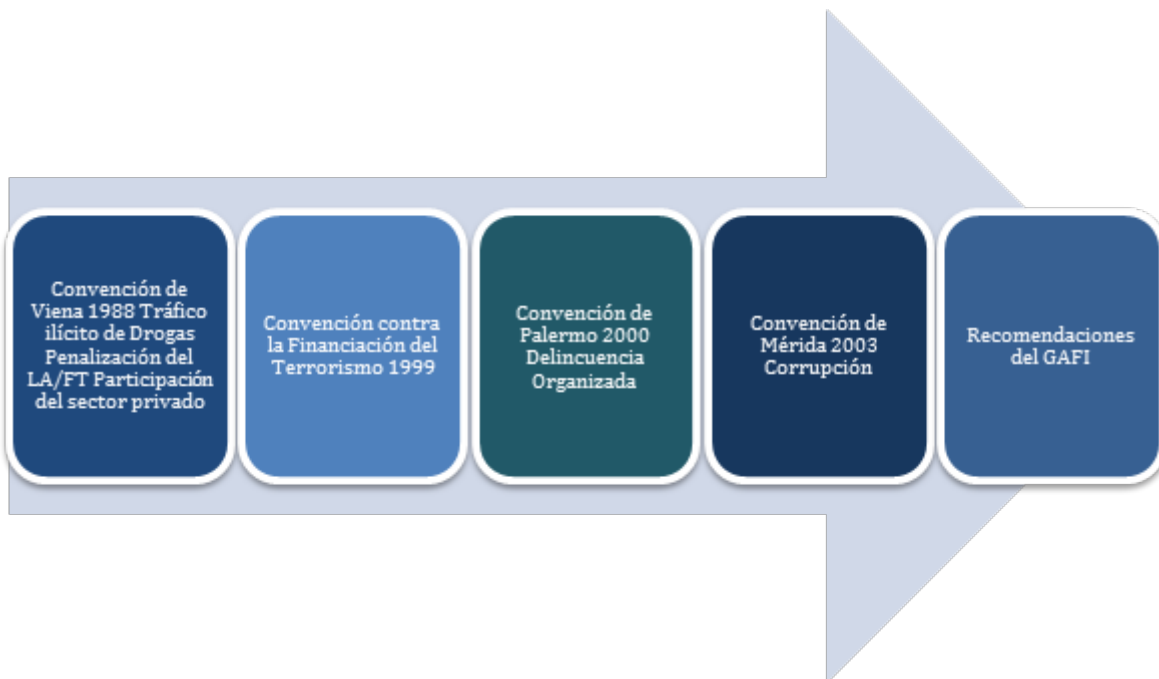 Convención de
Viena 1988 Tráfico
ilícito de Drogas
Penalización del
LA/FT Participación
del sector privado
Convención contra
la Financiación del
Terrorismo 1999
Convención de
Palermo 2000
Delincuencia
Organizada
Convención de
Mérida 2003
Corrupción
Recomendaciones
del GAFI